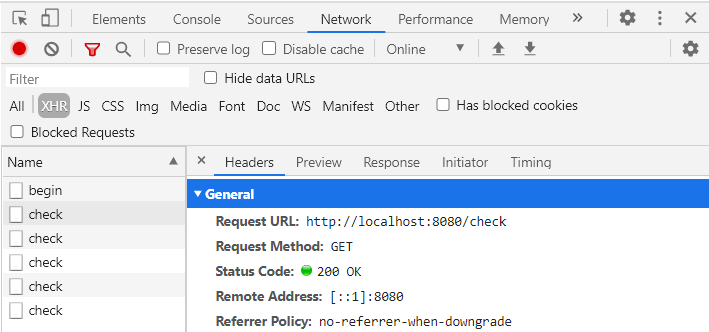 Elements Console Sources Network Performance Memory »
Preserve log Disable cache Online
Filter Hide data URLs
All XHR JS CSS Img Media Font Doc WS Manifest Other Has blocked cookies
Blocked Requests
Name × Headers Preview Response Initiator Timing
begin
General
check
Request URL: http://localhost:8080/check
check
Request Method: GET
check
Status Code: 200 OK
check
Remote Address: [::1]:8080
check
Referrer Policy: no-referrer-when-downgrade